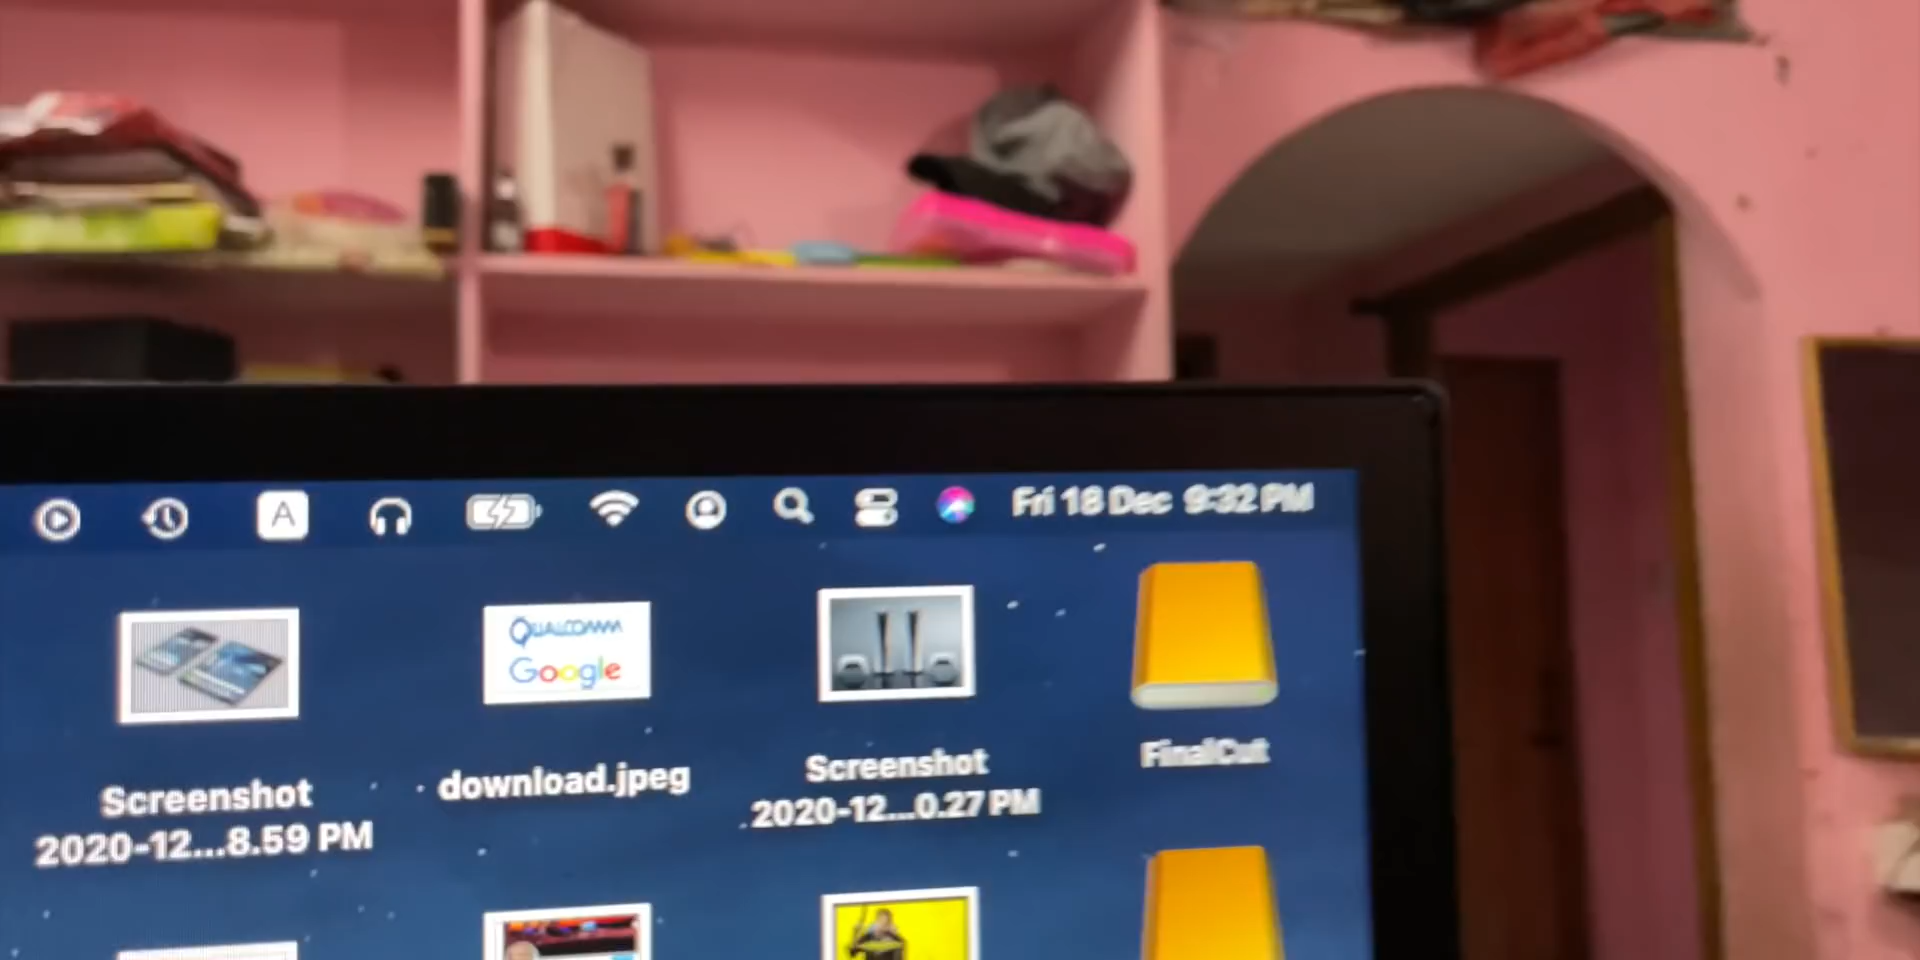 A
Fri 18 Dec 9:32 PM
QUALCOMM
Google
Screenshot
2020-12...8.59 PM
download.jpeg
Screenshot
2020-12...0.27 PM
FinalCut